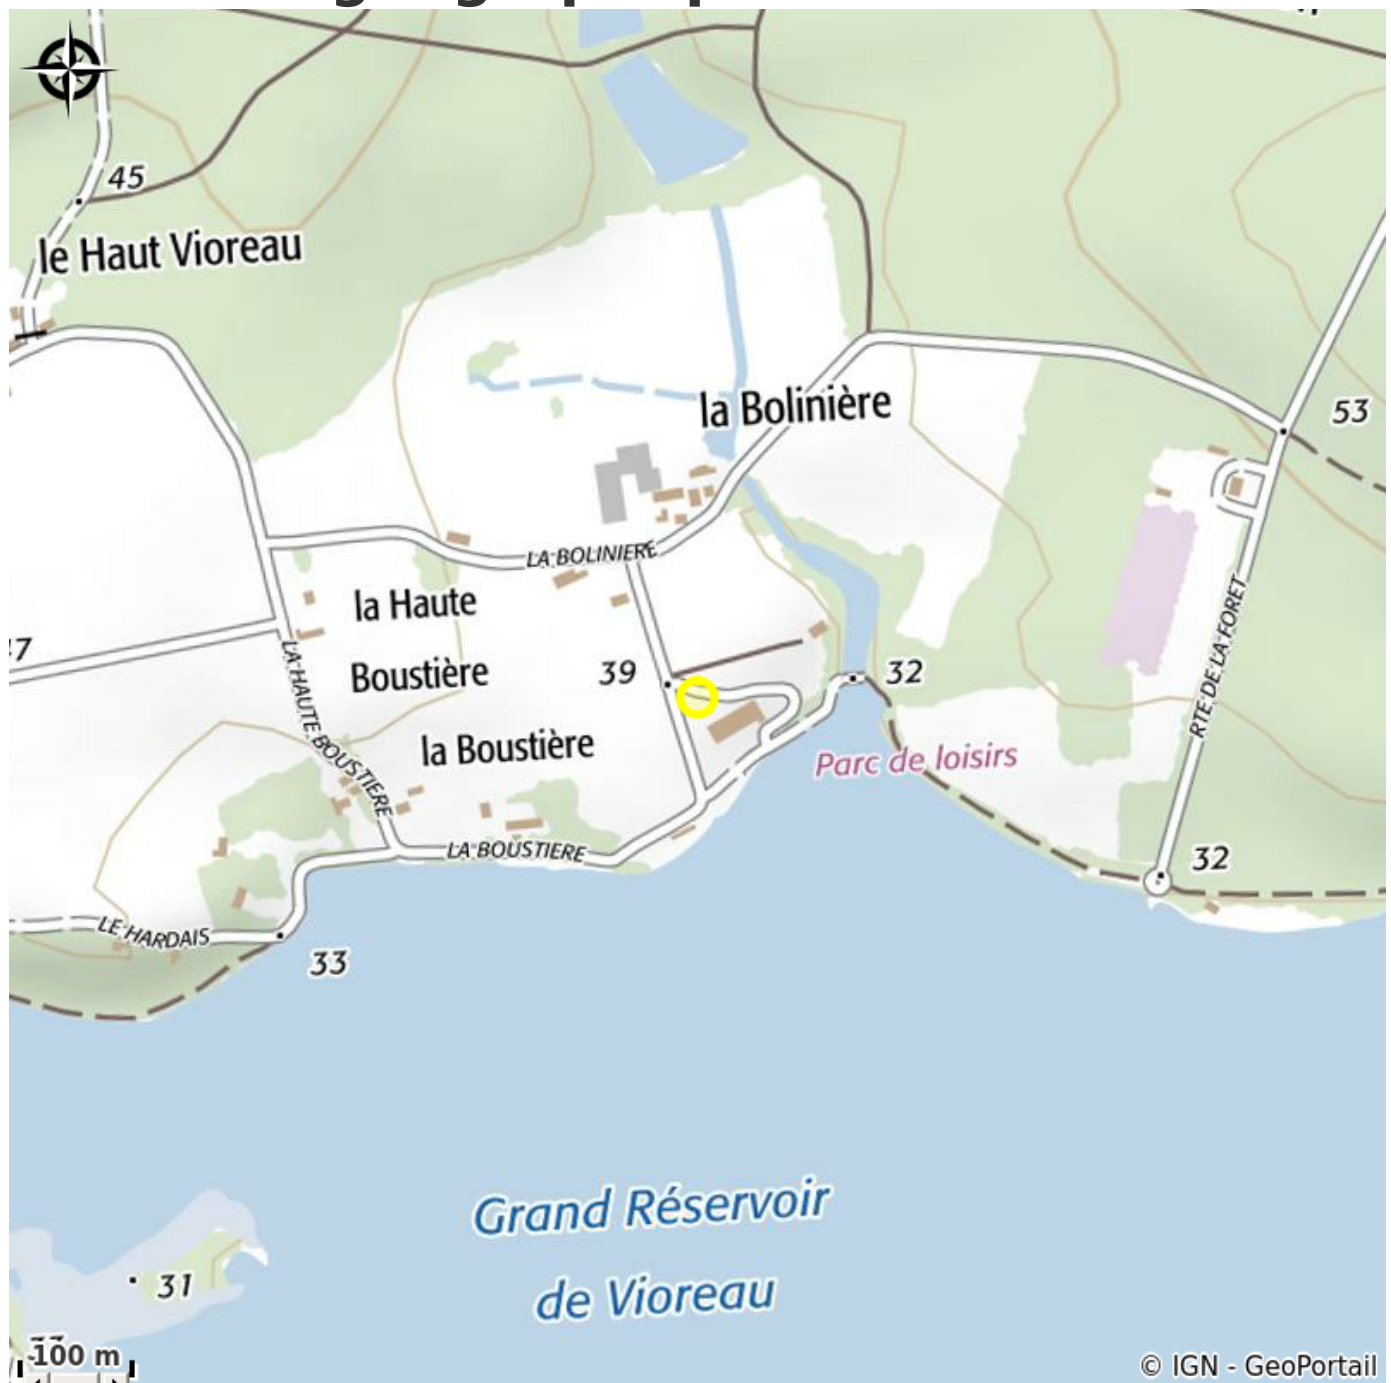 45
le Haut Vioreau
53
la Bolinière
LA BOLINIERE
la Haute
Boustière
LA HAUTE BOUSTIERE
39
32
RTE DE LA FORET
la Boustière
Parc de loisirs
LA BOUSTIERE
32
LE HARDAIS
33
Grand Réservoir
de Vioreau
31
100 m
© IGN - GeoPortail